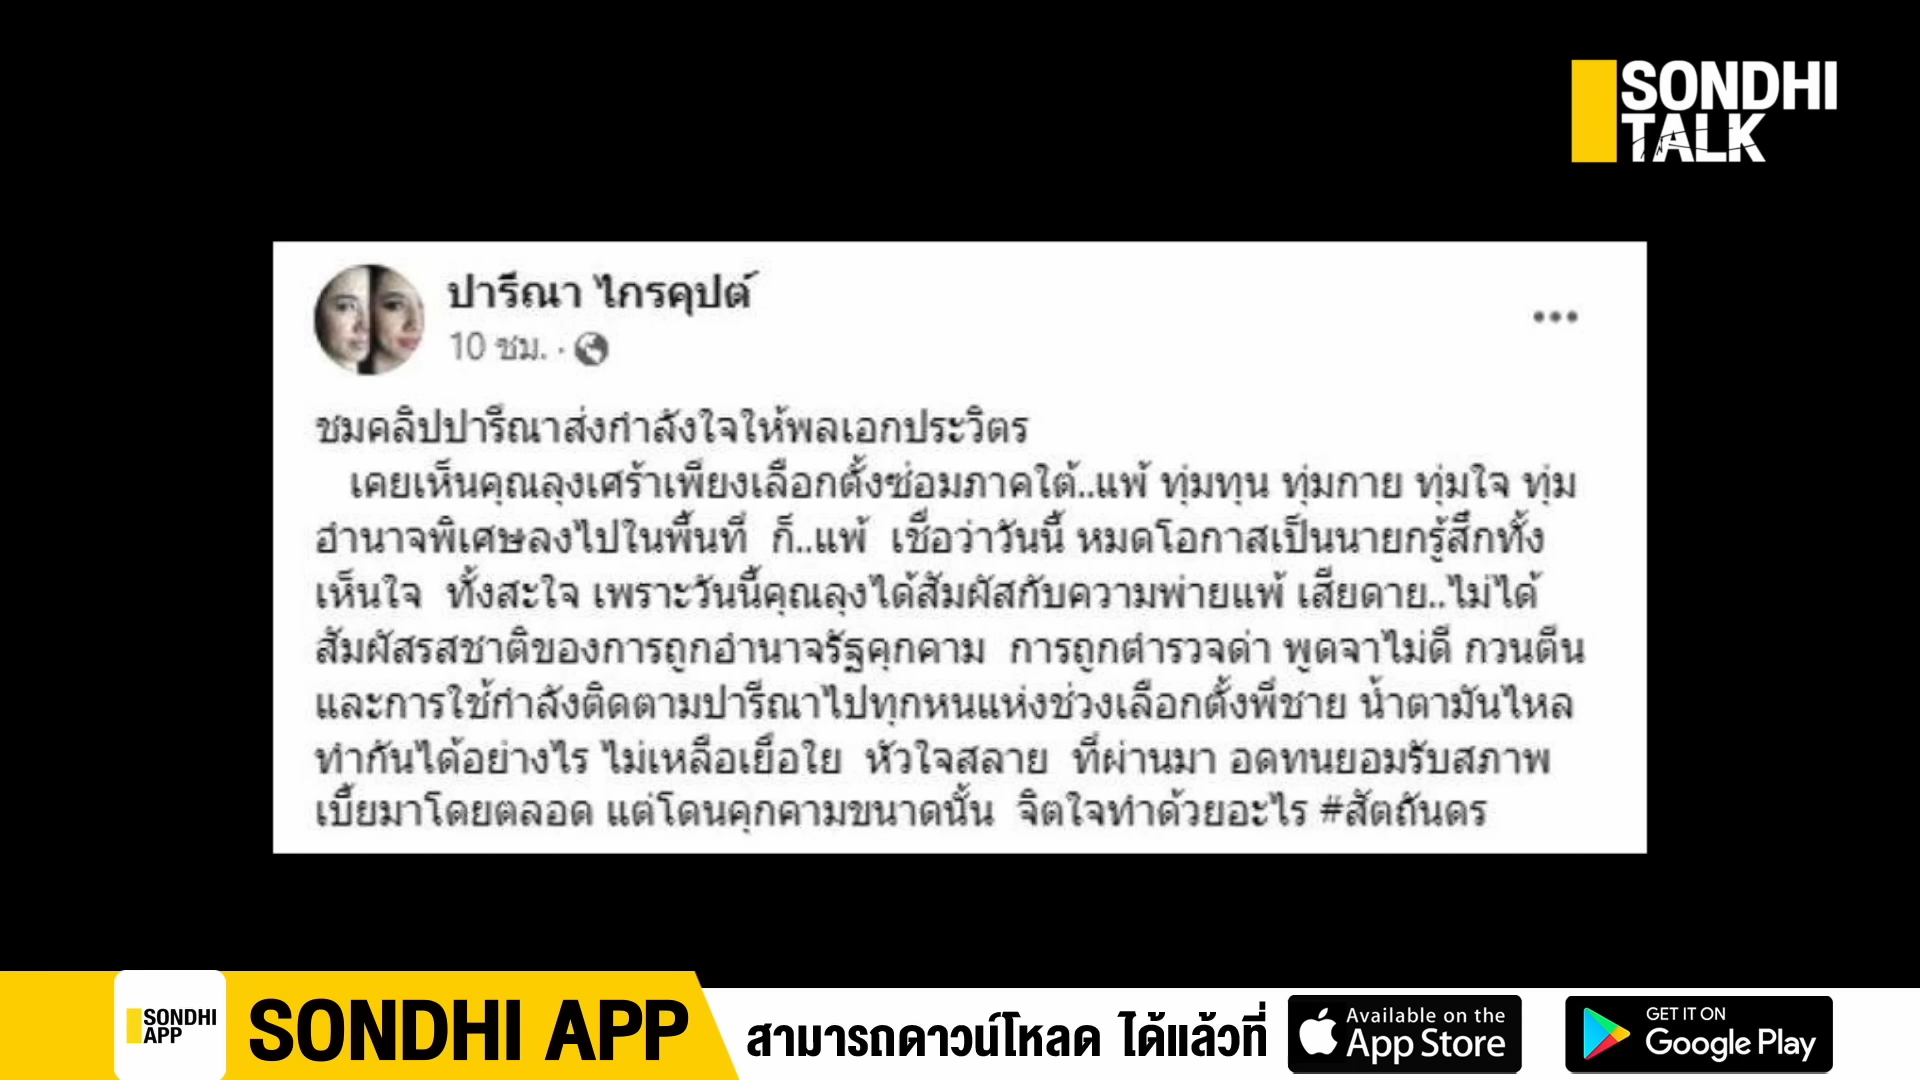 SONDHI
TALK
ปารีณา ไกรคุปต์
10 ชม. ·
ชมคลิปปารีณาส่งกำลังใจให้พลเอกประวิตร
เคยเห็นคุณลุงเศร้าเพียงเลือกตั้งซ่อมภาคใต้..แพ้ ทุ่มทุน ทุ่มกาย ทุ่มใจ ทุ่ม
อำนาจพิเศษลงไปในพื้นที่ ก็..แพ้ เชื่อว่าวันนี้ หมดโอกาสเป็นนายกรู้สึกทั้ง
เห็นใจ ทั้งสะใจ เพราะวันนี้คุณลุงได้สัมผัสกับความพ่ายแพ้ เสียดาย..ไม่ได้
สัมผัสรสชาติของการถูกอำนาจรัฐคุกคาม การถูกตำรวจด่า พูดจาไม่ดี กวนตีน
และการใช้กำลังติดตามปารีณาไปทุกหนแห่งช่วงเลือกตั้งพี่ชาย น้ำตามันไหล
ทำกันได้อย่างไร ไม่เหลือเยื่อใย หัวใจสลาย ที่ผ่านมา อดทนยอมรับสภาพ
เบี้ยมาโดยตลอด แต่โดนคุกคามขนาดนั้น จิตใจทำด้วยอะไร #สัตถันดร
SONDHI
APP
SONDHI APP
สามารถดาวน์โหลด ได้แล้วที่
Available on the
App Store
GET IT ON
Google Play